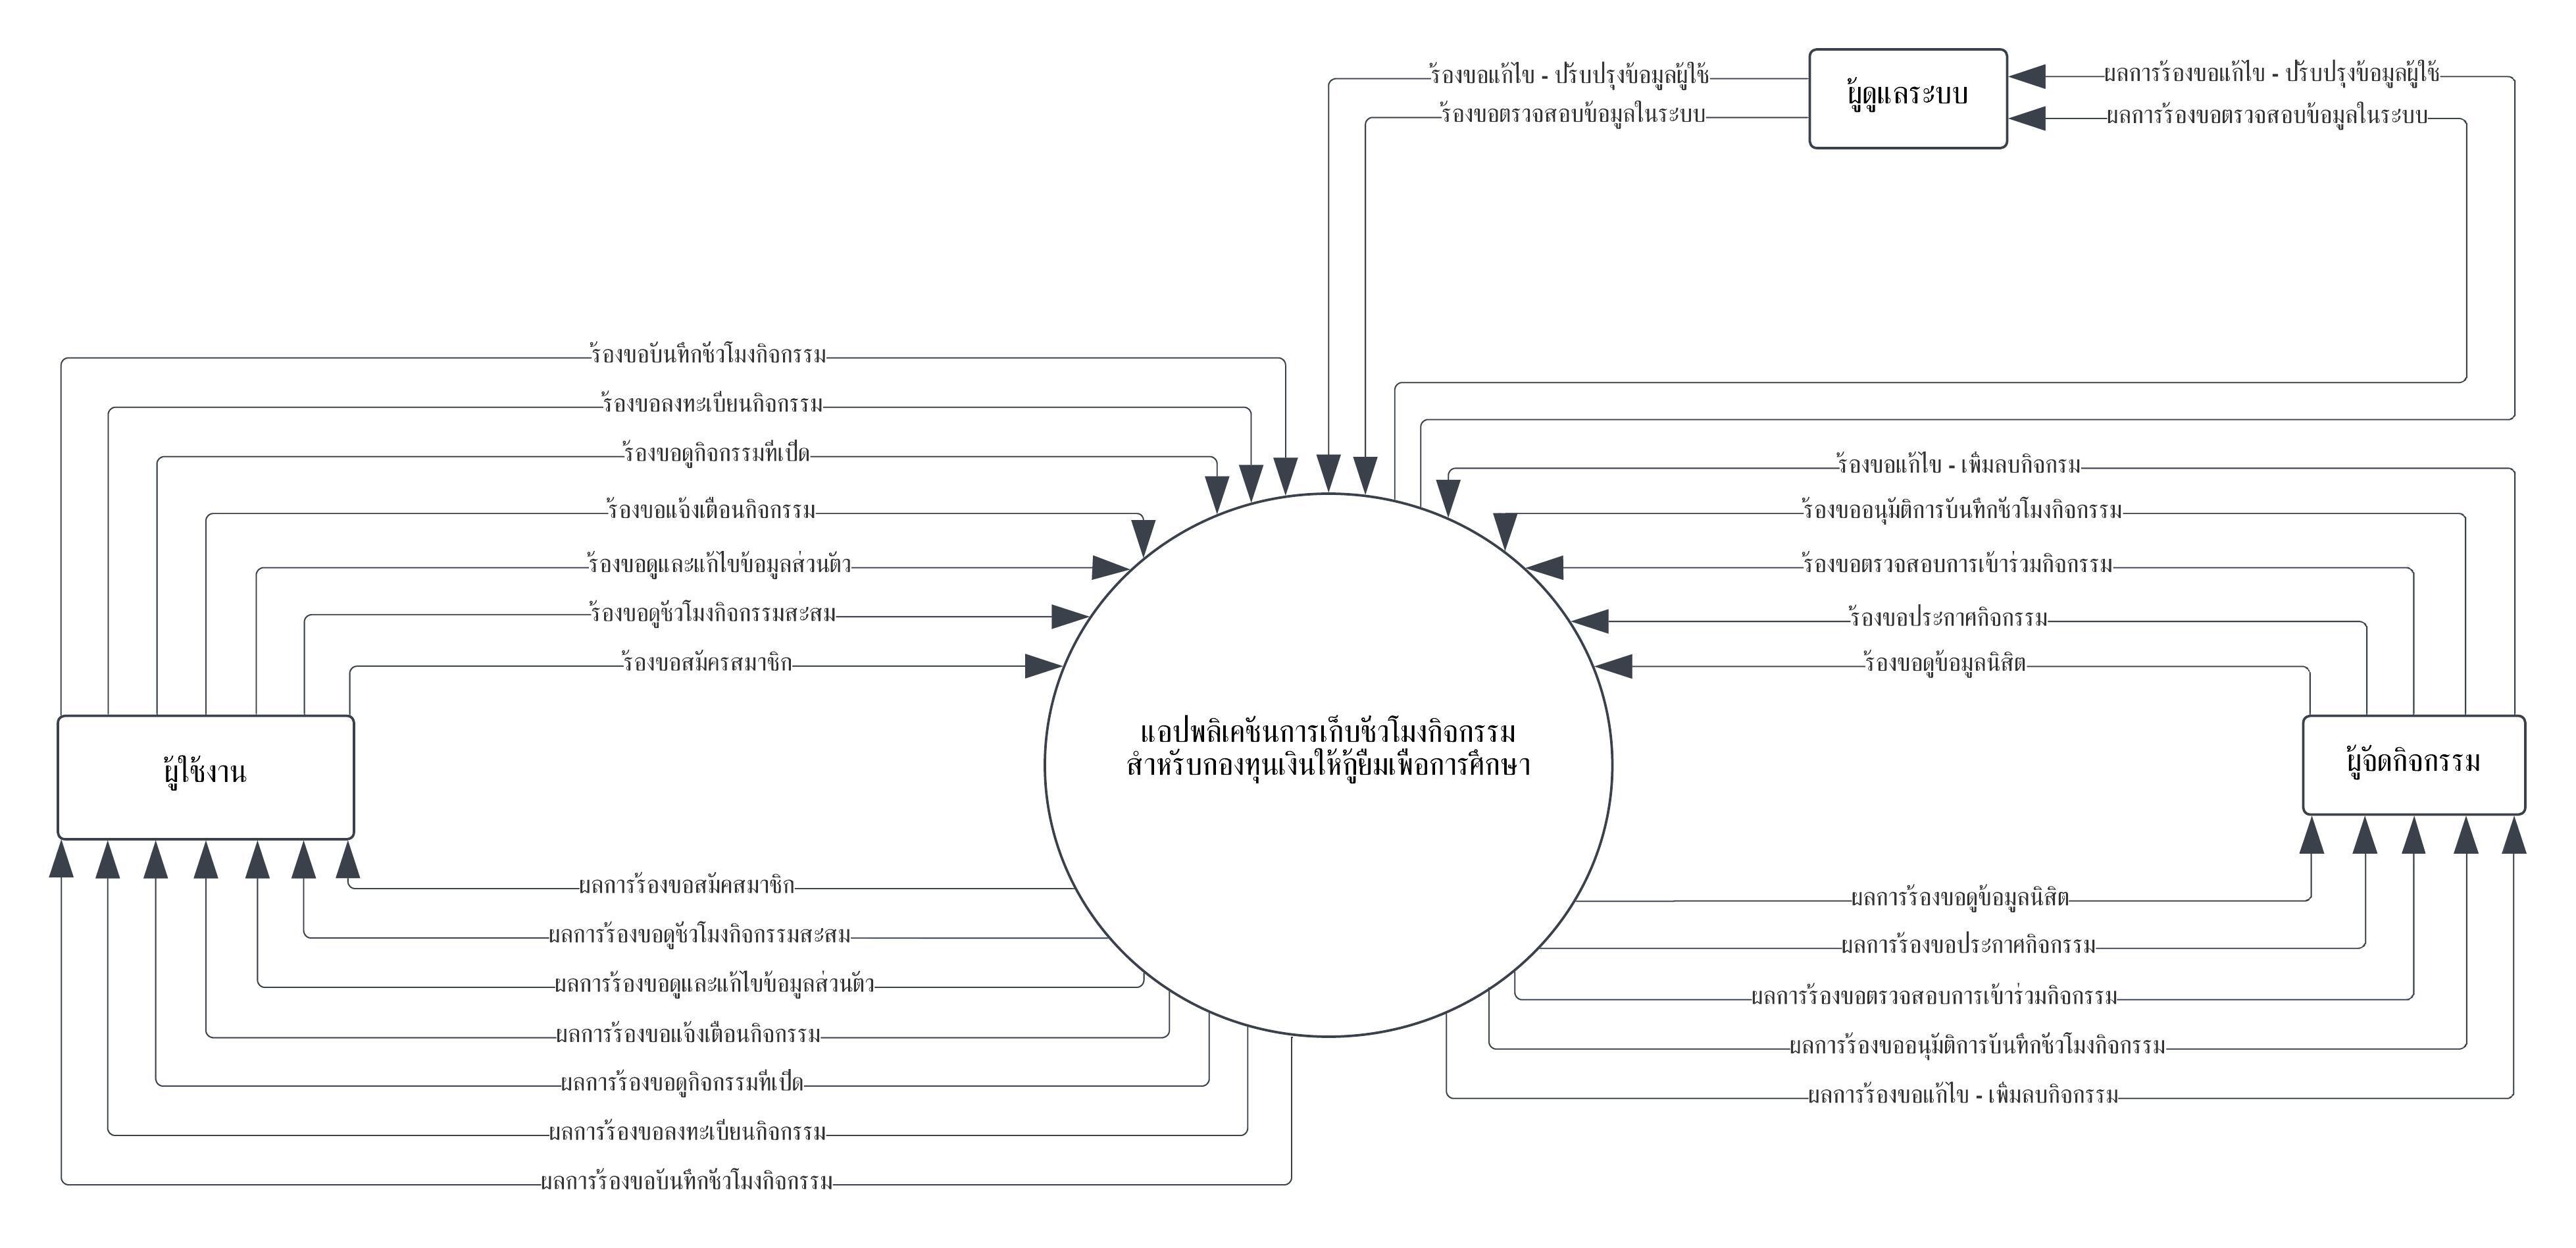 ร้องขอแก้ไข - ปรับปรุงข้อมูลผู้ใช้
ร้องขอตรวจสอบข้อมูลในระบบ
ผู้ดูแลระบบ
ผลการร้องขอแก้ไข - ปรับปรุงข้อมูลผู้ใช้
ผลการร้องขอตรวจสอบข้อมูลในระบบ
ร้องขอบันทึกชั่วโมงกิจกรรม
ร้องขอลงทะเบียนกิจกรรม
ร้องขอดูกิจกรรมที่เปิด
ร้องขอแจ้งเตือนกิจกรรม
ร้องขอดูและแก้ไขข้อมูลส่วนตัว
ร้องขอดูชั่วโมงกิจกรรมสะสม
ร้องขอสมัครสมาชิก
ร้องขอแก้ไข - เพิ่มลบกิจกรม
ร้องขออนุมัติการบันทึกชั่วโมงกิจกรรม
ร้องขอตรวจสอบการเข้าร่วมกิจกรรม
ร้องขอประกาศกิจกรรม
ร้องขอดูข้อมูลนิสิต
ผู้ใช้งาน
แอปพลิเคชันการเก็บชั่วโมงกิจกรรม
สำหรับกองทุนเงินให้กู้ยืมเพื่อการศึกษา
ผู้จัดกิจกรรม
ผลการร้องขอสมัคสมาชิก
ผลการร้องขอดูชั่วโมงกิจกรรมสะสม
ผลการร้องขอดูและแก้ไขข้อมูลส่วนตัว
ผลการร้องขอแจ้งเตือนกิจกรรม
ผลการร้องขอดูกิจกรรมที่เปิด
ผลการร้องขอลงทะเบียนกิจกรรม
ผลการร้องขอบันทึกชั่วโมงกิจกรรม
ผลการร้องขอดูข้อมูลนิสิต
ผลการร้องขอประกาศกิจกรรม
ผลการร้องขอตรวจสอบการเข้าร่วมกิจกรรม
ผลการร้องขออนุมัติการบันทึกชั่วโมงกิจกรรม
ผลการร้องขอแก้ไข - เพิ่มลบกิจกรรม